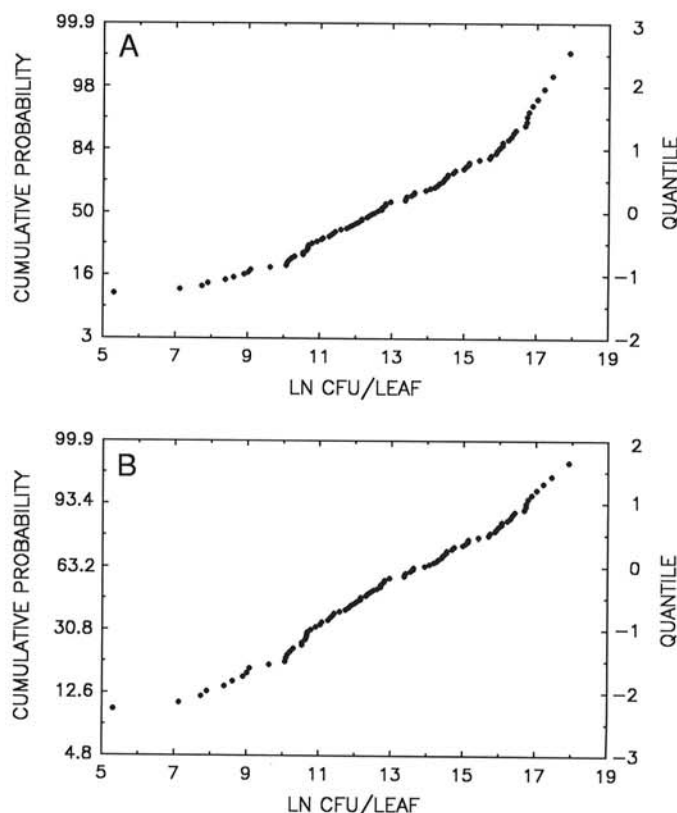 A
CUMULATIVE PROBABILITY
99.9
98
84
50
16
3
QUANTILE
3
2
1
0
−1
−2
5 7 9 11 13 15 17 19
LN CFU/LEAF
B
CUMULATIVE PROBABILITY
99.9
93.4
63.2
30.8
12.6
4.8
QUANTILE
2
1
0
−1
−2
−3
5 7 9 11 13 15 17 19
LN CFU/LEAF